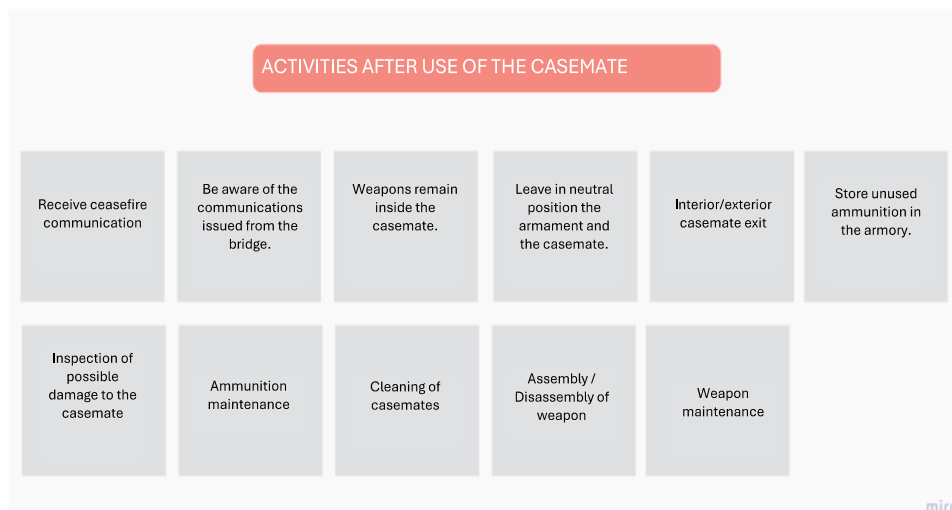 ACTIVITIES AFTER USE OF THE CASEMATE
Receive ceasefire
communication
Be aware of the
communications
issued from the
bridge.
Weapons remain
inside the
casemate.
Leave in neutral
position the
armament and
the casemate.
Interior/exterior
casemate exit
Store unused
ammunition in
the armory.
Inspection of
possible
damage to the
casemate
Ammunition
maintenance
Cleaning of
casemates
Assembly /
Disassembly of
weapon
Weapon
maintenance